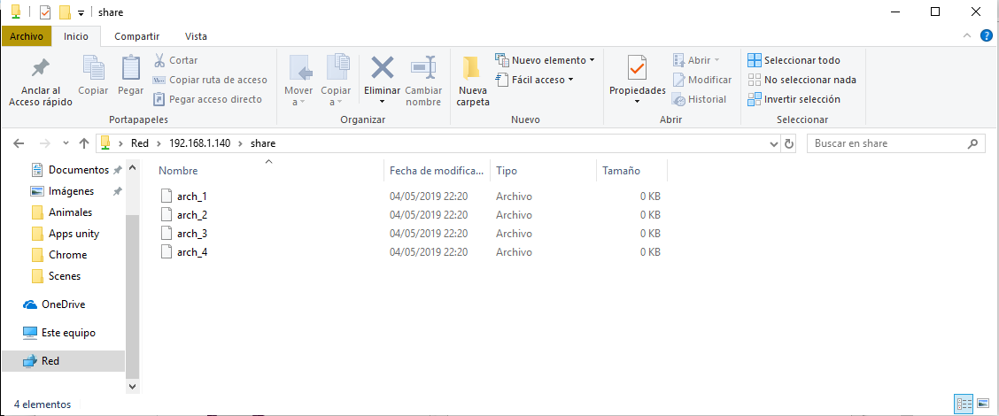 share
Archivo Inicio Compartir Vista
Anclar al Acceso rápido
Copiar
Pegar
Cortar
Copiar ruta de acceso
Pegar acceso directo
Portapapeles
Mover a
Copiar a
Eliminar
Cambiar nombre
Organizar
Nueva carpeta
Nuevo elemento
Fácil acceso
Nuevo
Propiedades
Abrir
Modificar
Historial
Abrir
Seleccionar todo
No seleccionar nada
Invertir selección
Seleccionar
Red > 192.168.1.140 > share
Buscar en share
Documentos
Imágenes
Animales
Apps unity
Chrome
Scenes
OneDrive
Este equipo
Red
Nombre Fecha de modifica... Tipo Tamaño
arch_1 04/05/2019 22:20 Archivo 0 KB
arch_2 04/05/2019 22:20 Archivo 0 KB
arch_3 04/05/2019 22:20 Archivo 0 KB
arch_4 04/05/2019 22:20 Archivo 0 KB
4 elementos